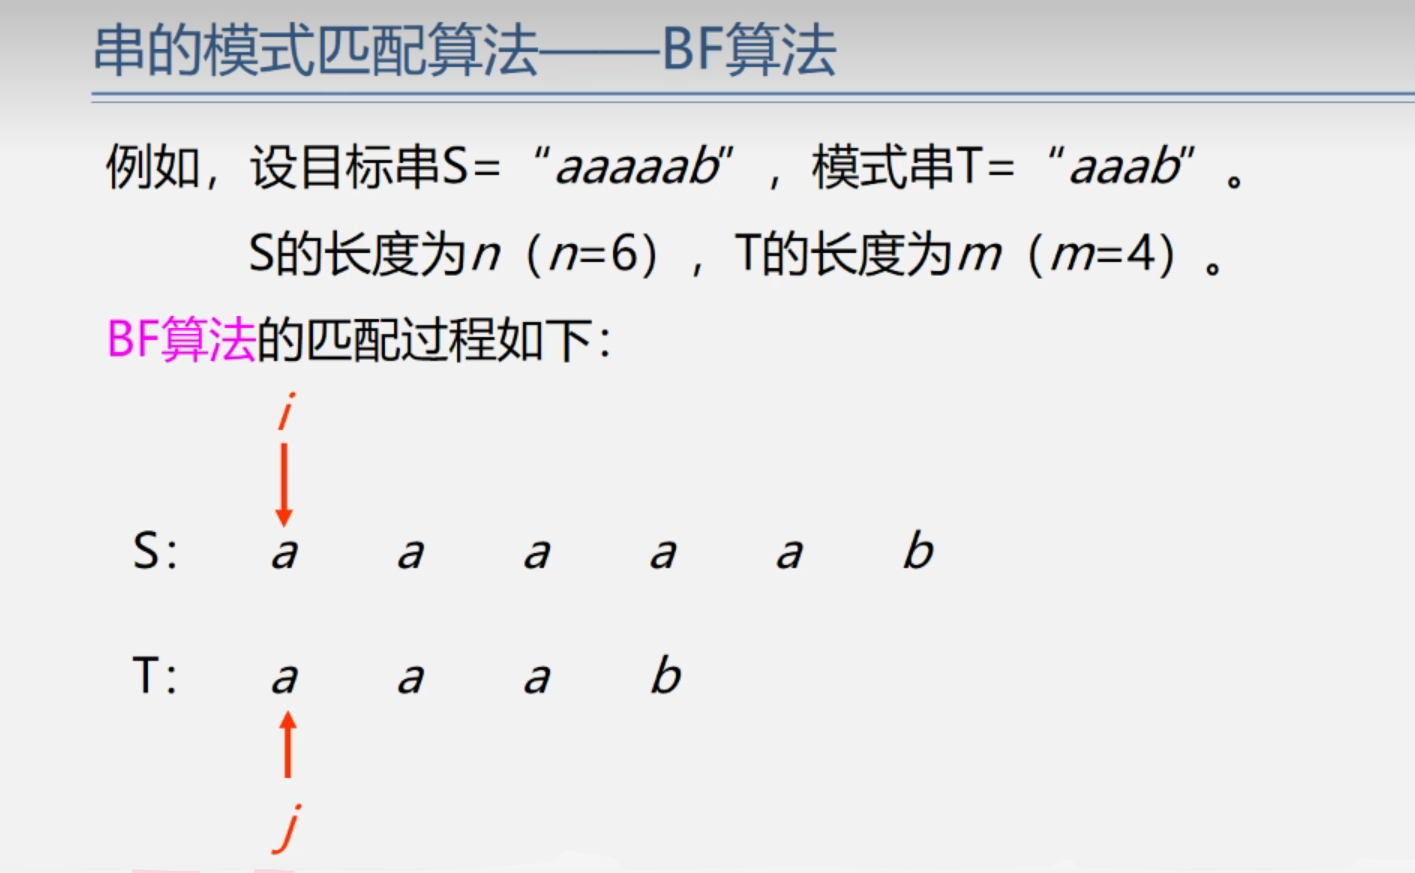 串的模式匹配算法——BF算法
例如，设目标串S=“aaaaab”，模式串T=“aaab”。
S的长度为n（n=6），T的长度为m（m=4）。
BF算法的匹配过程如下：
i
S: a a a a a b
T: a a a b
j